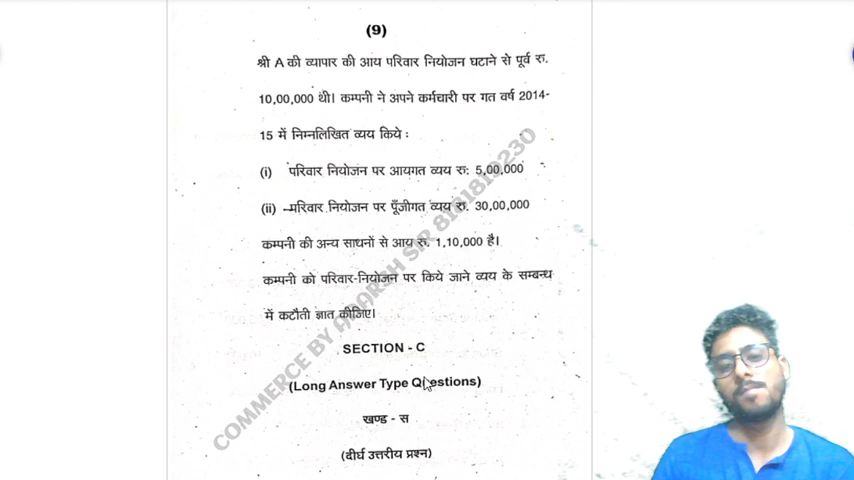 (9)
श्री A की व्यापार की आय परिवार नियोजन घटाने से पूर्व रु.
10,00,000 थी। कम्पनी ने अपने कर्मचारी पर गत वर्ष 2014-
15 में निम्नलिखित व्यय किये :
(i) परिवार नियोजन पर आयगत व्यय रु: 5,00,000
(ii) परिवार नियोजन पर पूँजीगत व्यय रु. 30,00,000
कम्पनी की अन्य साधनों से आय रु. 1,10,000 है।
कम्पनी को परिवार-नियोजन पर किये जाने व्यय के सम्बन्ध
में कटौती ज्ञात कीजिए।
SECTION - C
(Long Answer Type Questions)
खण्ड - स
(दीर्घ उत्तरीय प्रश्न)
COMMERCE BY ADARSH SIR